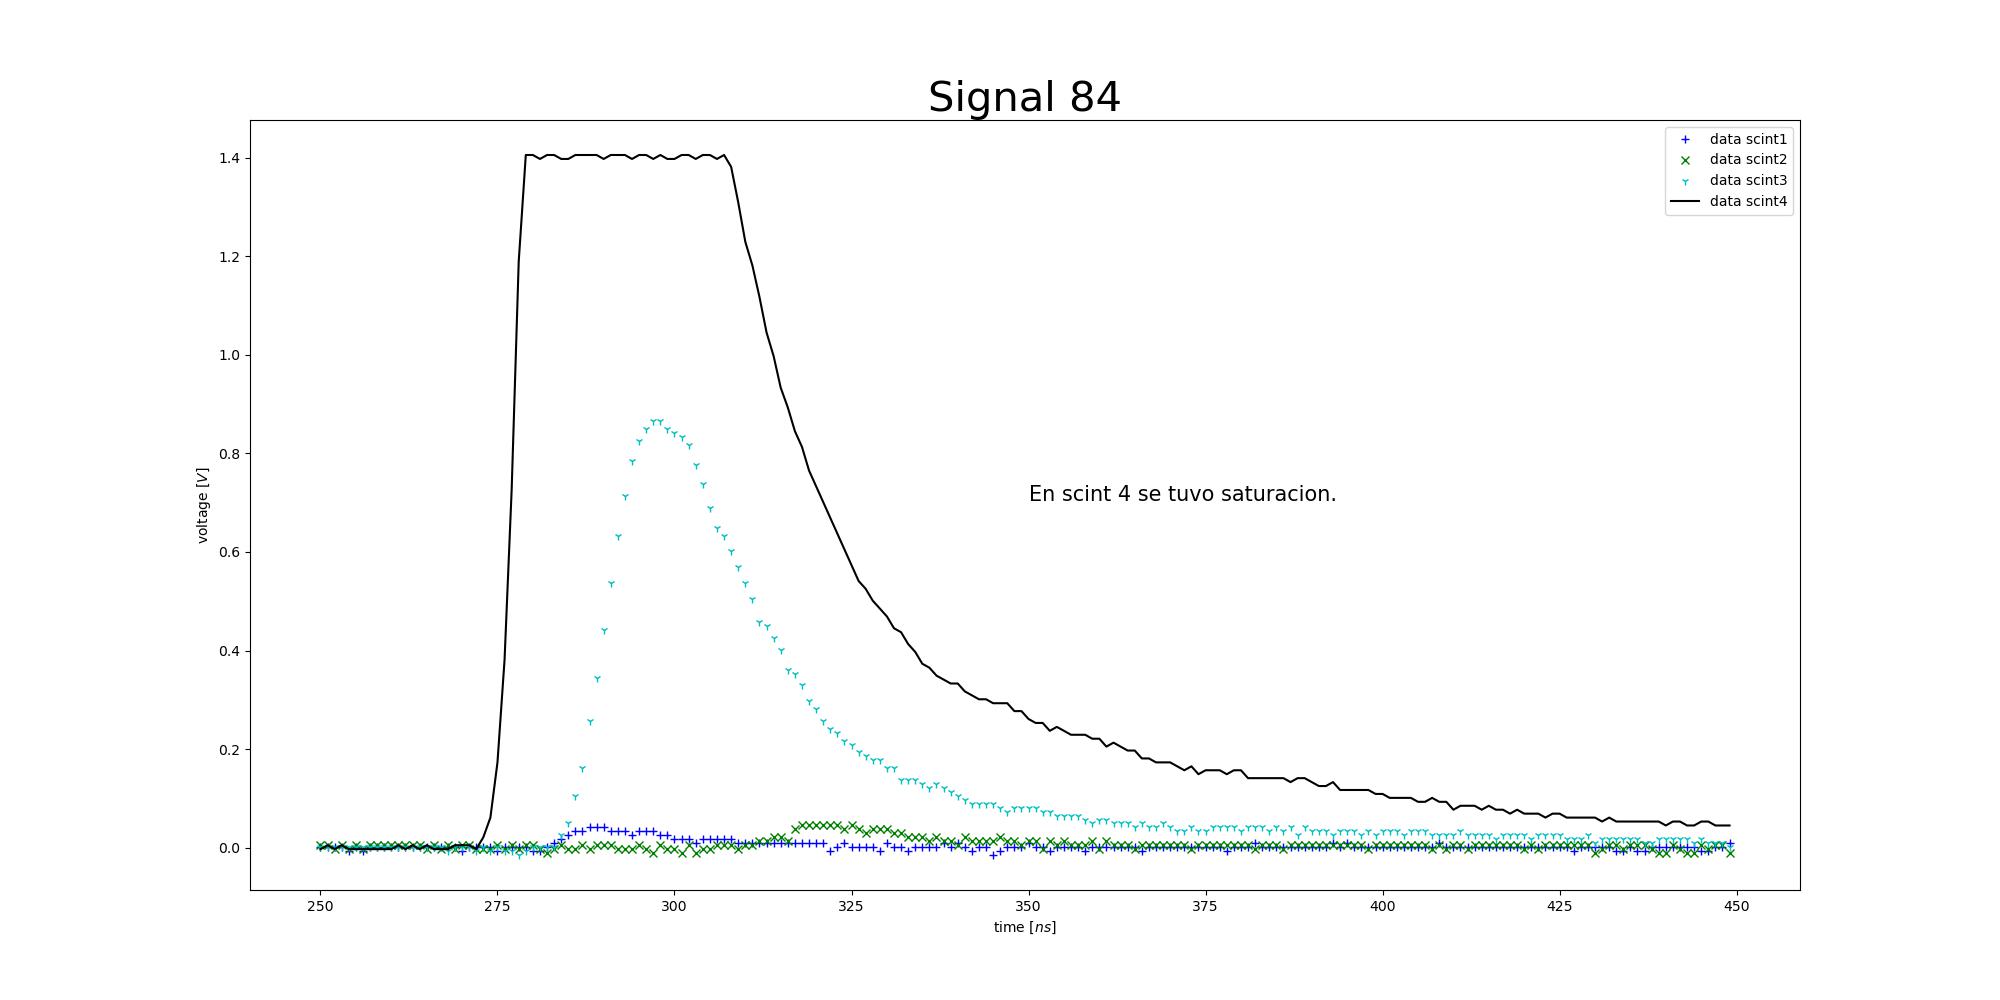 Signal 84
data scint1
data scint2
data scint3
data scint4
1.4
1.2
1.0
0.8
0.6
0.4
0.2
0.0
voltage [V]
En scint 4 se tuvo saturacion.
250 275 300 325 350 375 400 425 450
time [ns]